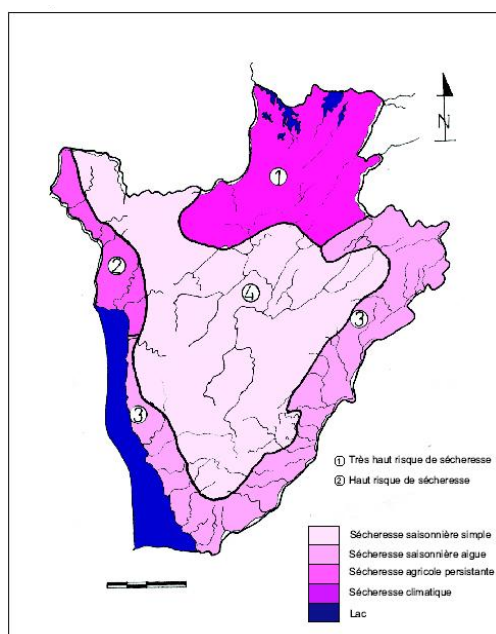 N
1
2
4
3
3
① Très haut risque de sécheresse
② Haut risque de sécheresse
Sécheresse saisonnière simple
Sécheresse saisonnière aigue
Sécheresse agricole persistante
Sécheresse climatique
Lac